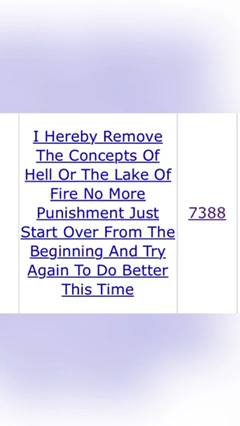 I Hereby Remove
The Concepts Of
Hell Or The Lake Of
Fire No More
Punishment Just
Start Over From The
Beginning And Try
Again To Do Better
This Time
7388